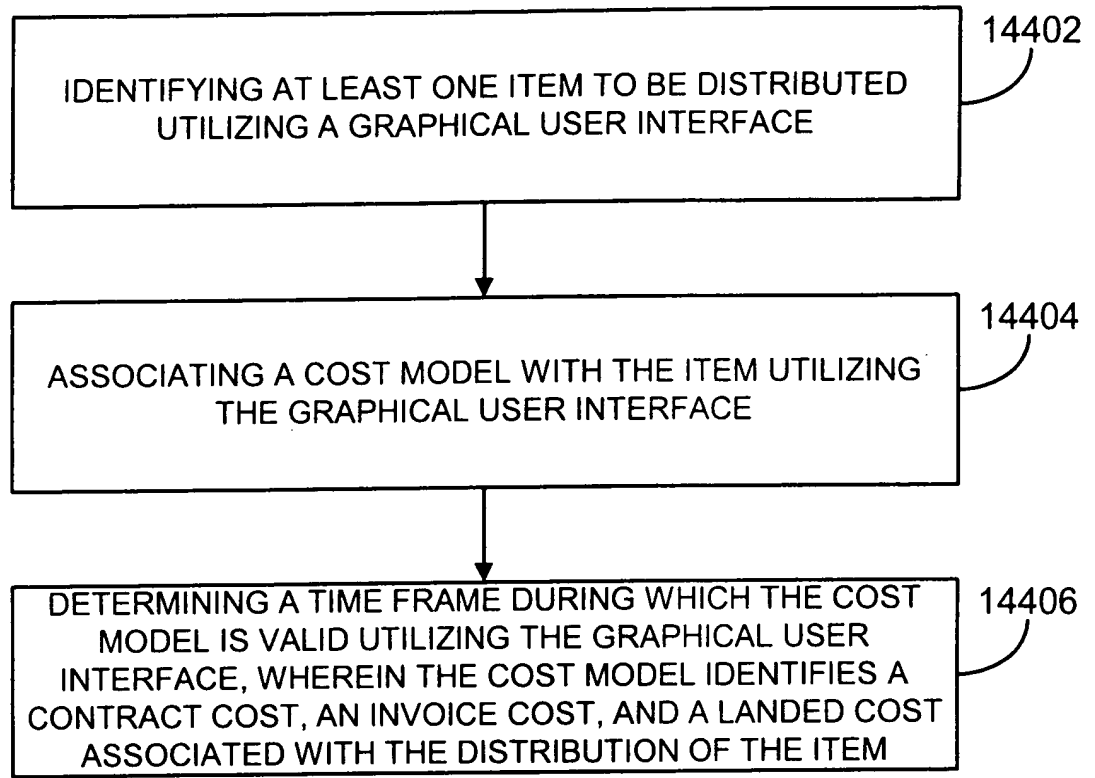 14402
IDENTIFYING AT LEAST ONE ITEM TO BE DISTRIBUTED
UTILIZING A GRAPHICAL USER INTERFACE
14404
ASSOCIATING A COST MODEL WITH THE ITEM UTILIZING
THE GRAPHICAL USER INTERFACE
14406
DETERMINING A TIME FRAME DURING WHICH THE COST
MODEL IS VALID UTILIZING THE GRAPHICAL USER
INTERFACE, WHEREIN THE COST MODEL IDENTIFIES A
CONTRACT COST, AN INVOICE COST, AND A LANDED COST
ASSOCIATED WITH THE DISTRIBUTION OF THE ITEM